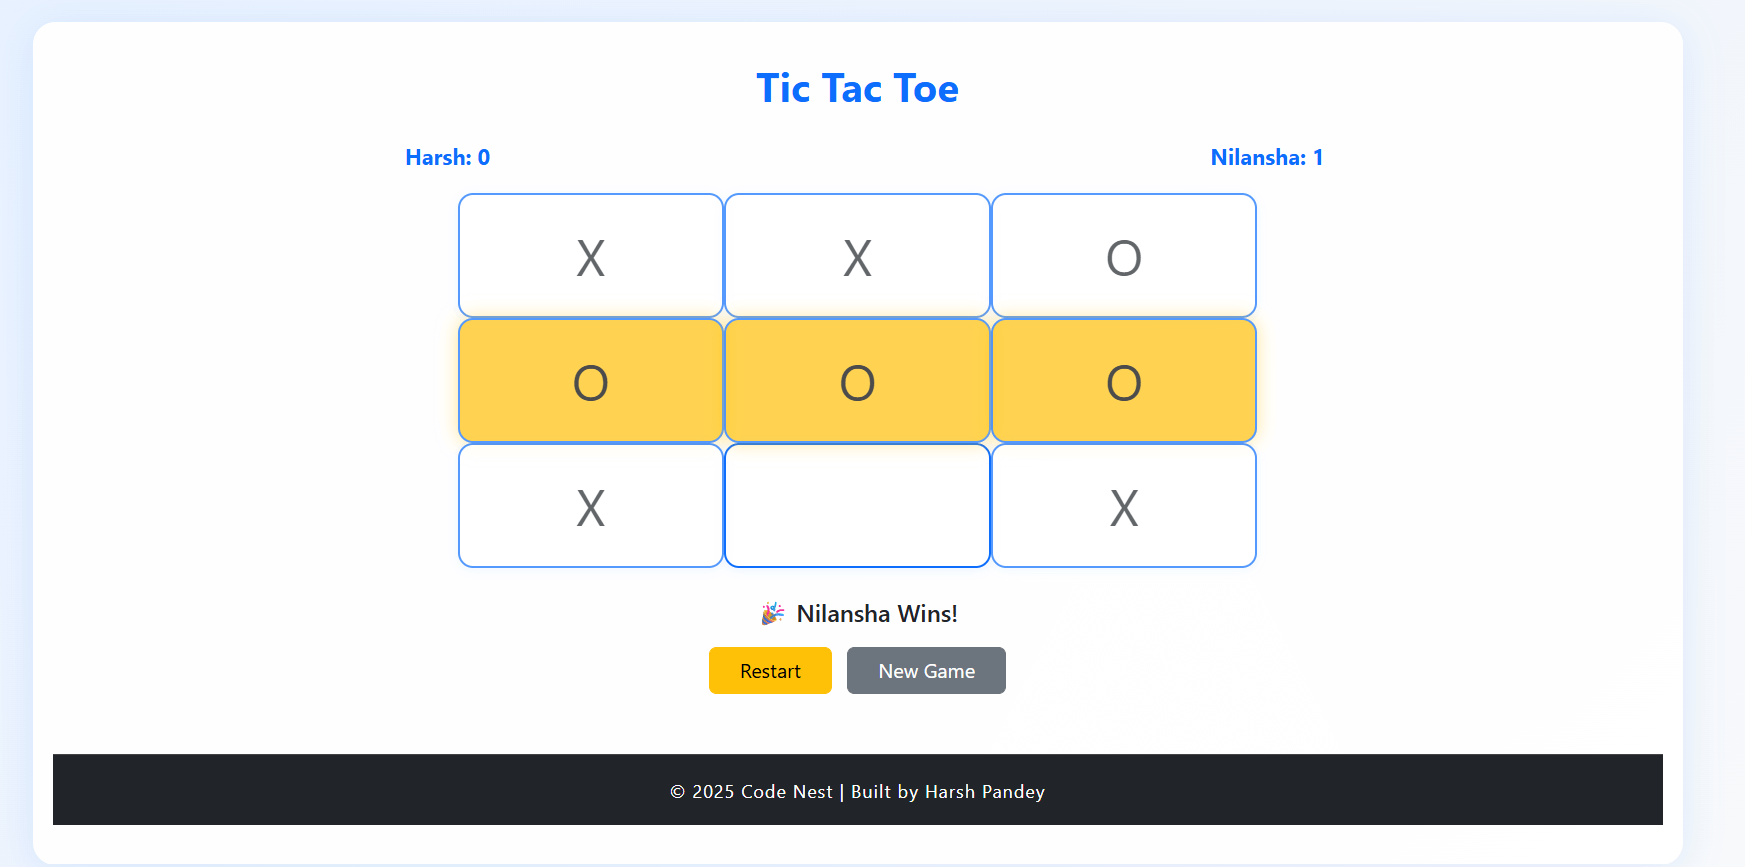 Tic Tac Toe
Harsh: 0 Nilansha: 1
X X O
O O O
X X
🎉 Nilansha Wins!
Restart New Game
© 2025 Code Nest | Built by Harsh Pandey